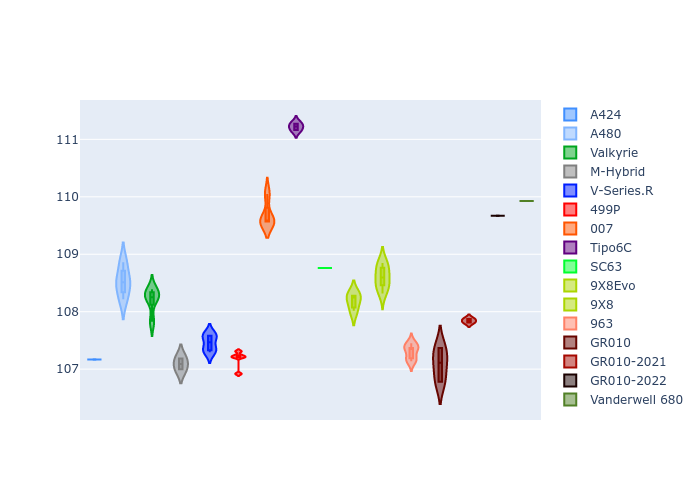 111
110
109
108
107
A424
A480
Valkyrie
M-Hybrid
V-Series.R
499P
007
Tipo6C
SC63
9X8Evo
9X8
963
GR010
GR010-2021
GR010-2022
Vanderwell 680